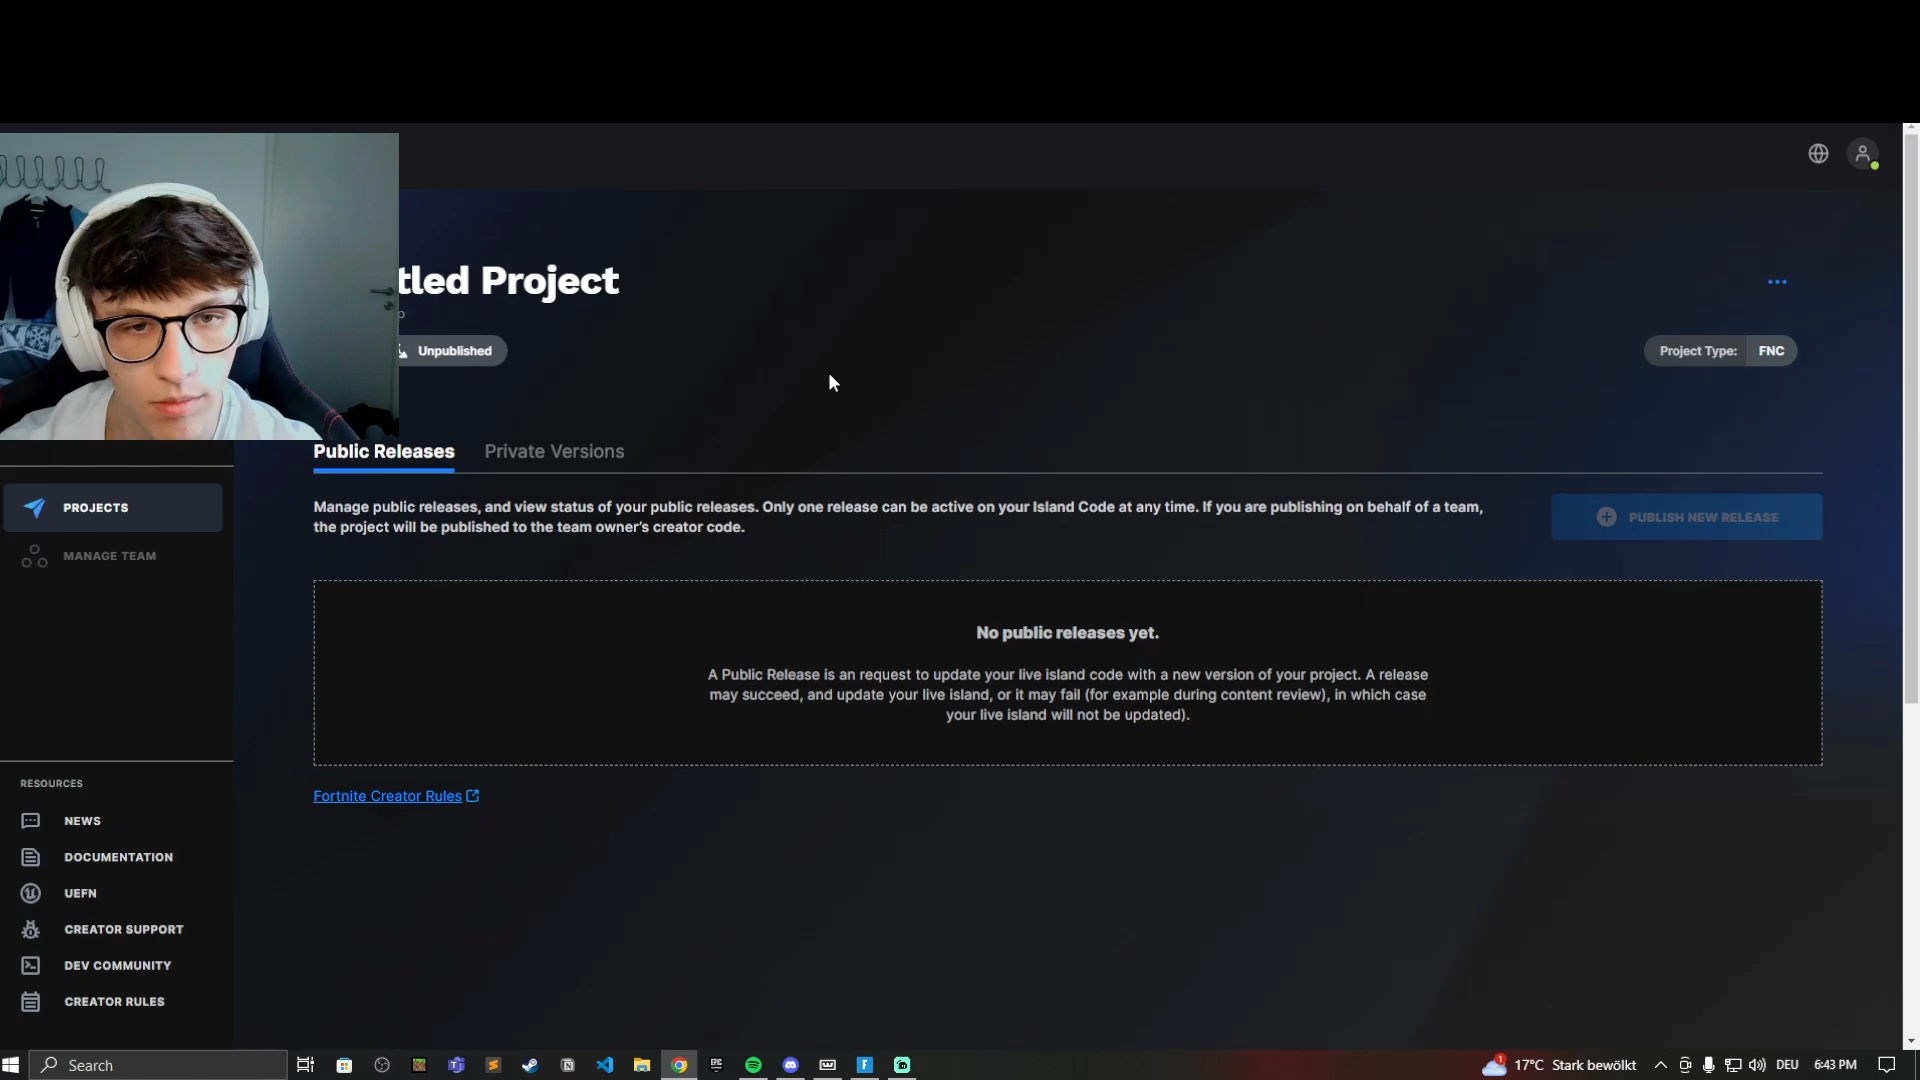 tled Project
Unpublished
Project Type: FNC
Public Releases
Private Versions
Manage public releases, and view status of your public releases. Only one release can be active on your Island Code at any time. If you are publishing on behalf of a team,
the project will be published to the team owner's creator code.
PUBLISH NEW RELEASE
No public releases yet.
A Public Release is an request to update your live island code with a new version of your project. A release
may succeed, and update your live island, or it may fail (for example during content review), in which case
your live island will not be updated).
Fortnite Creator Rules
PROJECTS
MANAGE TEAM
RESOURCES
NEWS
DOCUMENTATION
UEFN
CREATOR SUPPORT
DEV COMMUNITY
CREATOR RULES
Search
EPIC
1
17°C Stark bewölkt
DEU
6:43 PM